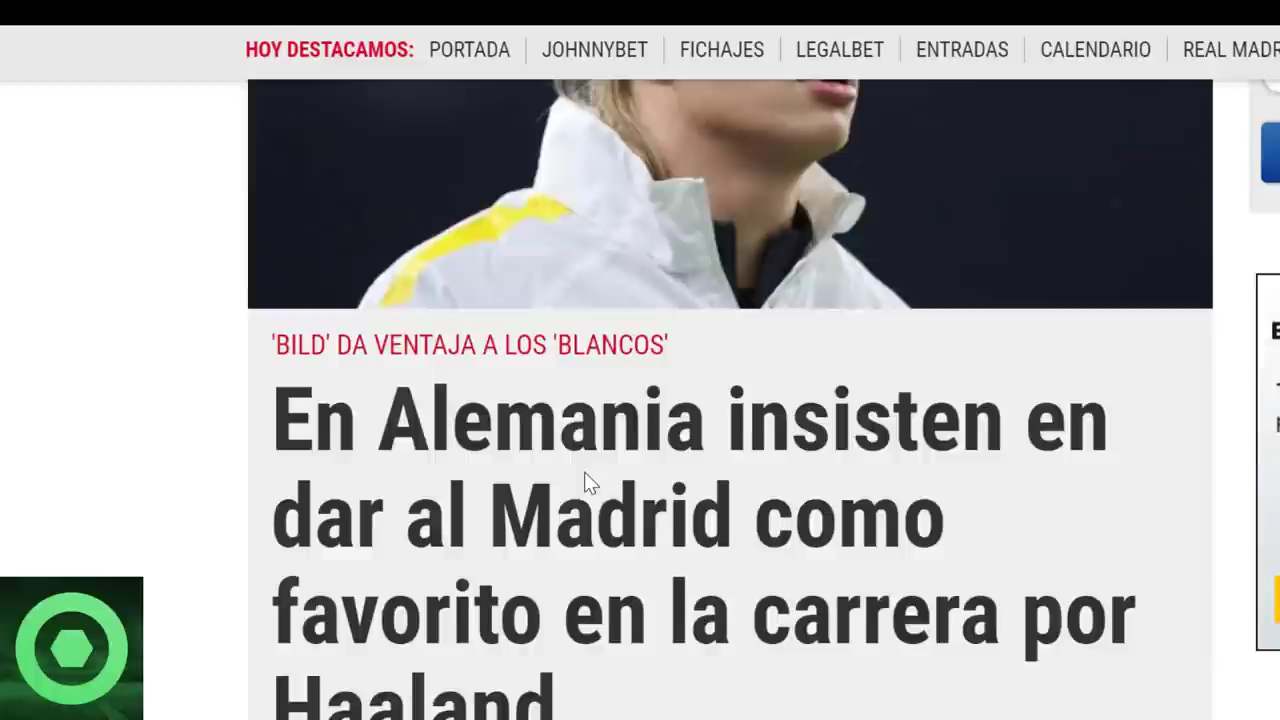 HOY DESTACAMOS: PORTADA JOHNNYBET FICHAJES LEGALBET ENTRADAS CALENDARIO REAL MADR
'BILD' DA VENTAJA A LOS 'BLANCOS'
En Alemania insisten en
dar al Madrid como
favorito en la carrera por
Haaland